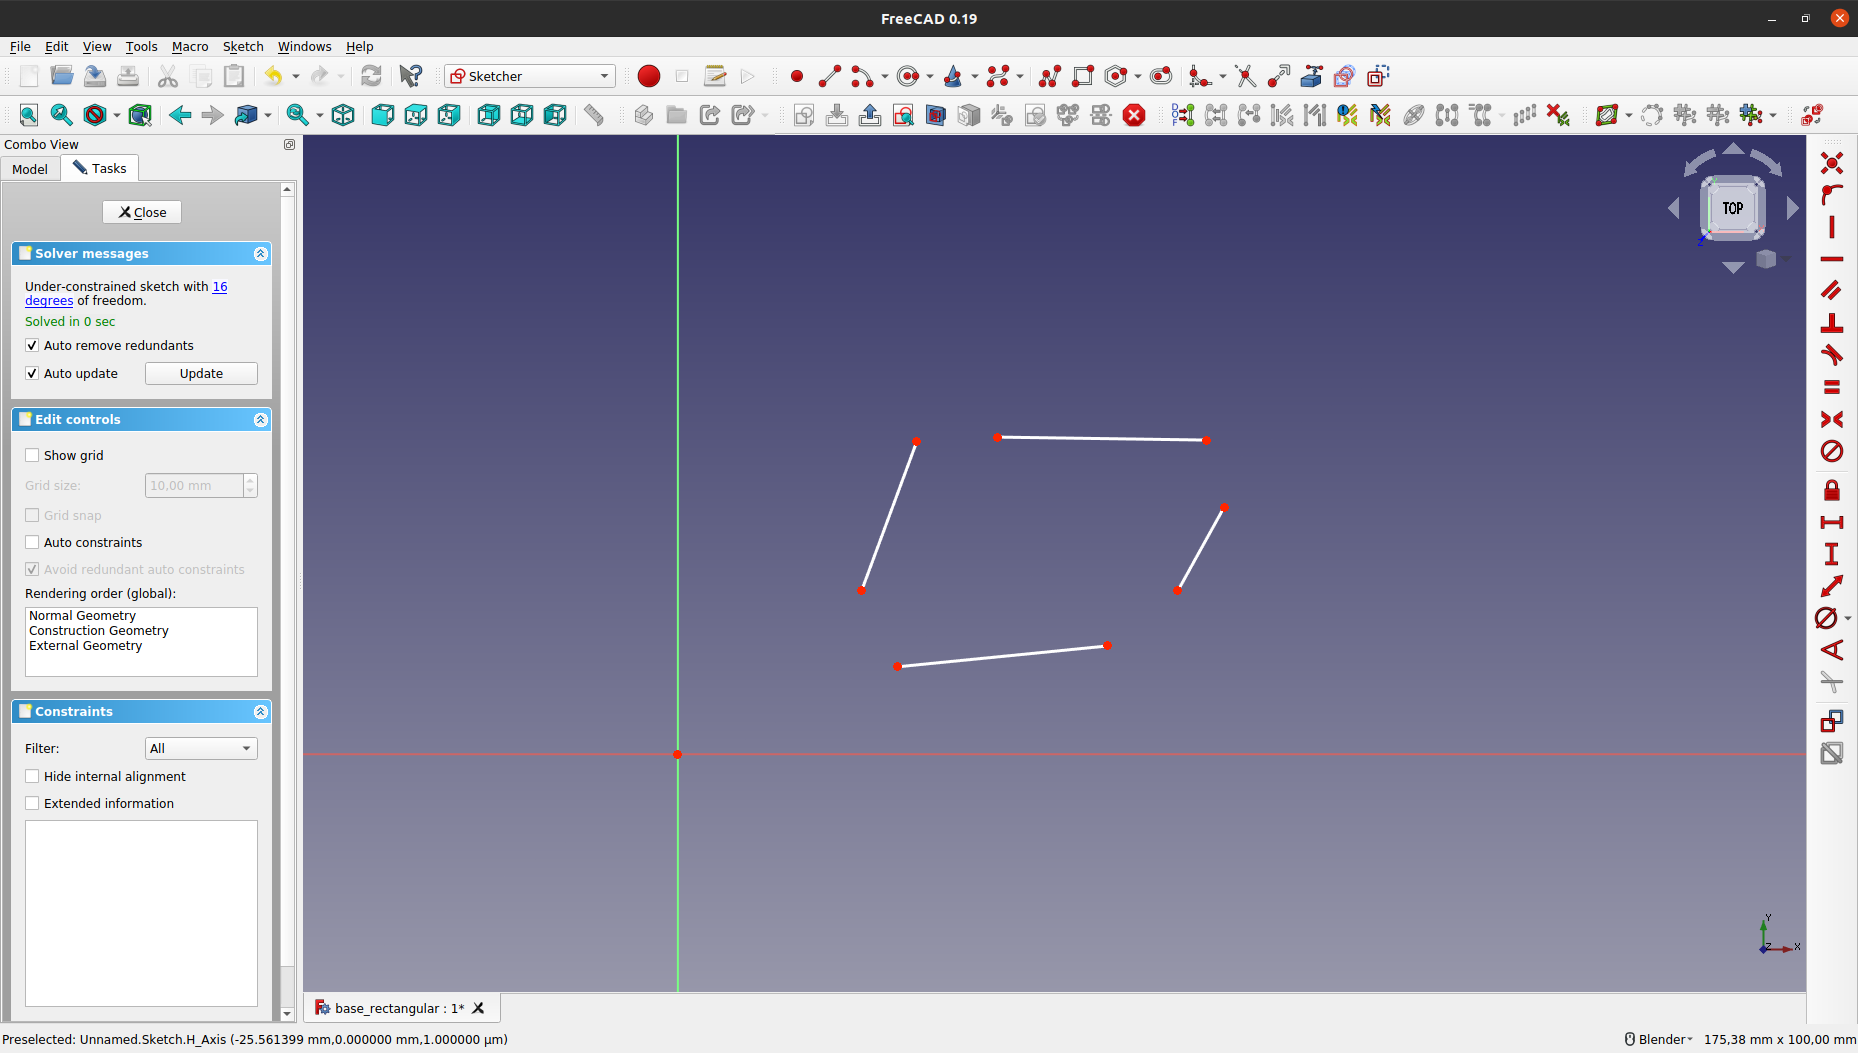 FreeCAD 0.19
File Edit View Tools Macro Sketch Windows Help
Sketcher
Combo View
Model Tasks
Close
Solver messages
Under-constrained sketch with 16
degrees of freedom.
Solved in 0 sec
Auto remove redundants
Auto update Update
Edit controls
Show grid
Grid size: 10,00 mm
Grid snap
Auto constraints
Avoid redundant auto constraints
Rendering order (global):
Normal Geometry
Construction Geometry
External Geometry
Constraints
Filter: All
Hide internal alignment
Extended information
TOP
Z
Y
Z X
base_rectangular : 1*
Preselected: Unnamed.Sketch.H_Axis (-25.561399 mm,0.000000 mm,1.000000 µm)
Blender 175,38 mm x 100,00 mm